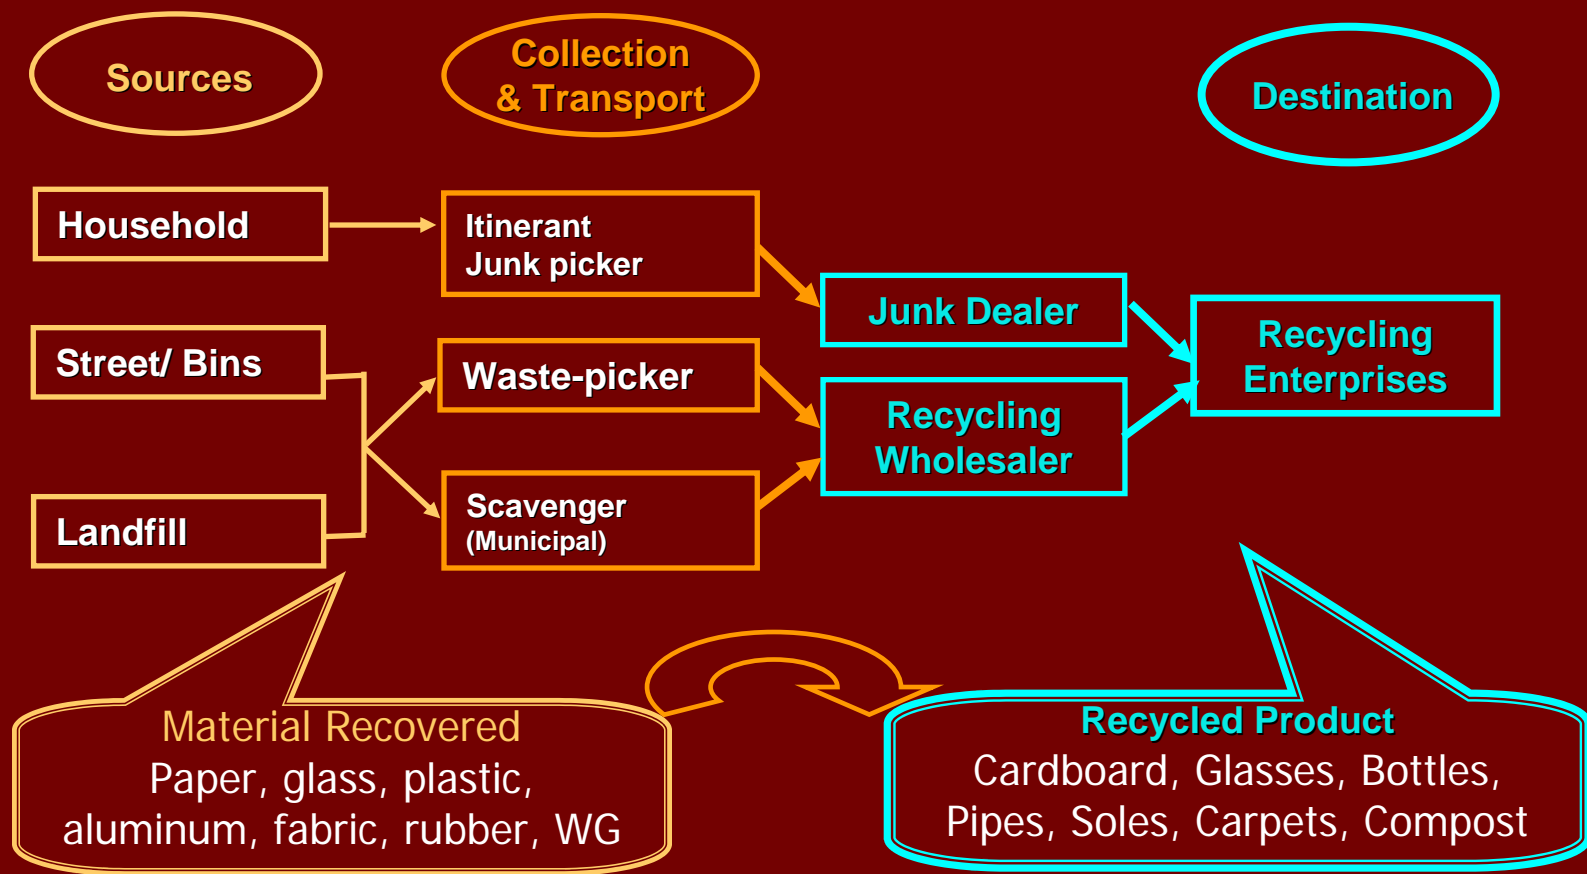 Sources
Collection
& Transport
Destination
Household
Itinerant
Junk picker
Junk Dealer
Recycling
Enterprises
Street/ Bins
Waste-picker
Recycling
Wholesaler
Landfill
Scavenger
(Municipal)
Material Recovered
Paper, glass, plastic,
aluminum, fabric, rubber, WG
Recycled Product
Cardboard, Glasses, Bottles,
Pipes, Soles, Carpets, Compost